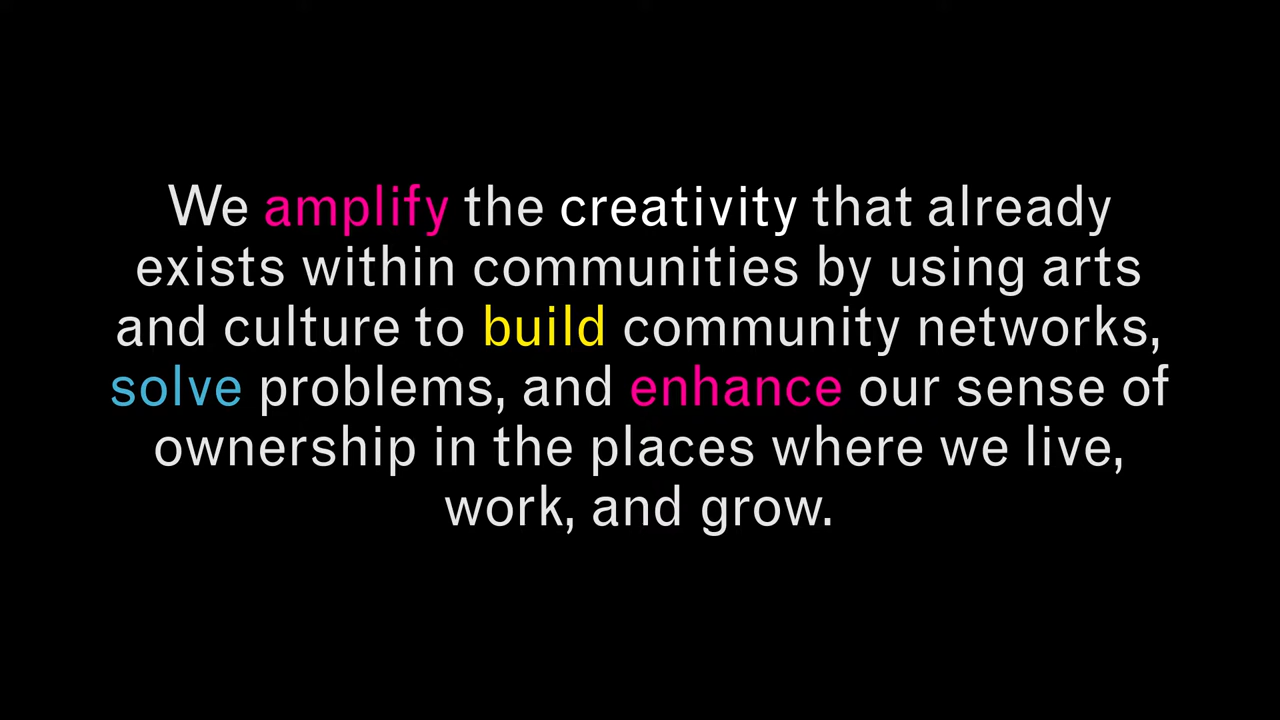 We amplify the creativity that already
exists within communities by using arts
and culture to build community networks,
solve problems, and enhance our sense of
ownership in the places where we live,
work, and grow.